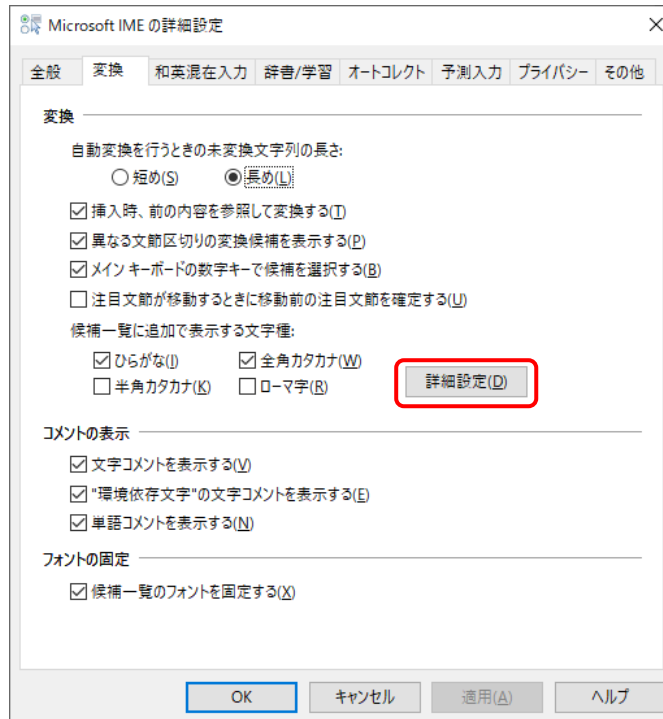 Microsoft IME の詳細設定
全般 変換 和英混在入力 辞書/学習 オートコレクト 予測入力 プライバシー その他
変換
自動変換を行うときの未変換文字列の長さ:
短め(S) 長め(L)
挿入時、前の内容を参照して変換する(T)
異なる文節区切りの変換候補を表示する(P)
メイン キーボードの数字キーで候補を選択する(B)
注目文節が移動するときに移動前の注目文節を確定する(U)
候補一覧に追加で表示する文字種:
ひらがな(I) 全角カタカナ(W)
半角カタカナ(K) ローマ字(R) 詳細設定(D)
コメントの表示
文字コメントを表示する(V)
"環境依存文字"の文字コメントを表示する(E)
単語コメントを表示する(N)
フォントの固定
候補一覧のフォントを固定する(X)
OK キャンセル 適用(A) ヘルプ